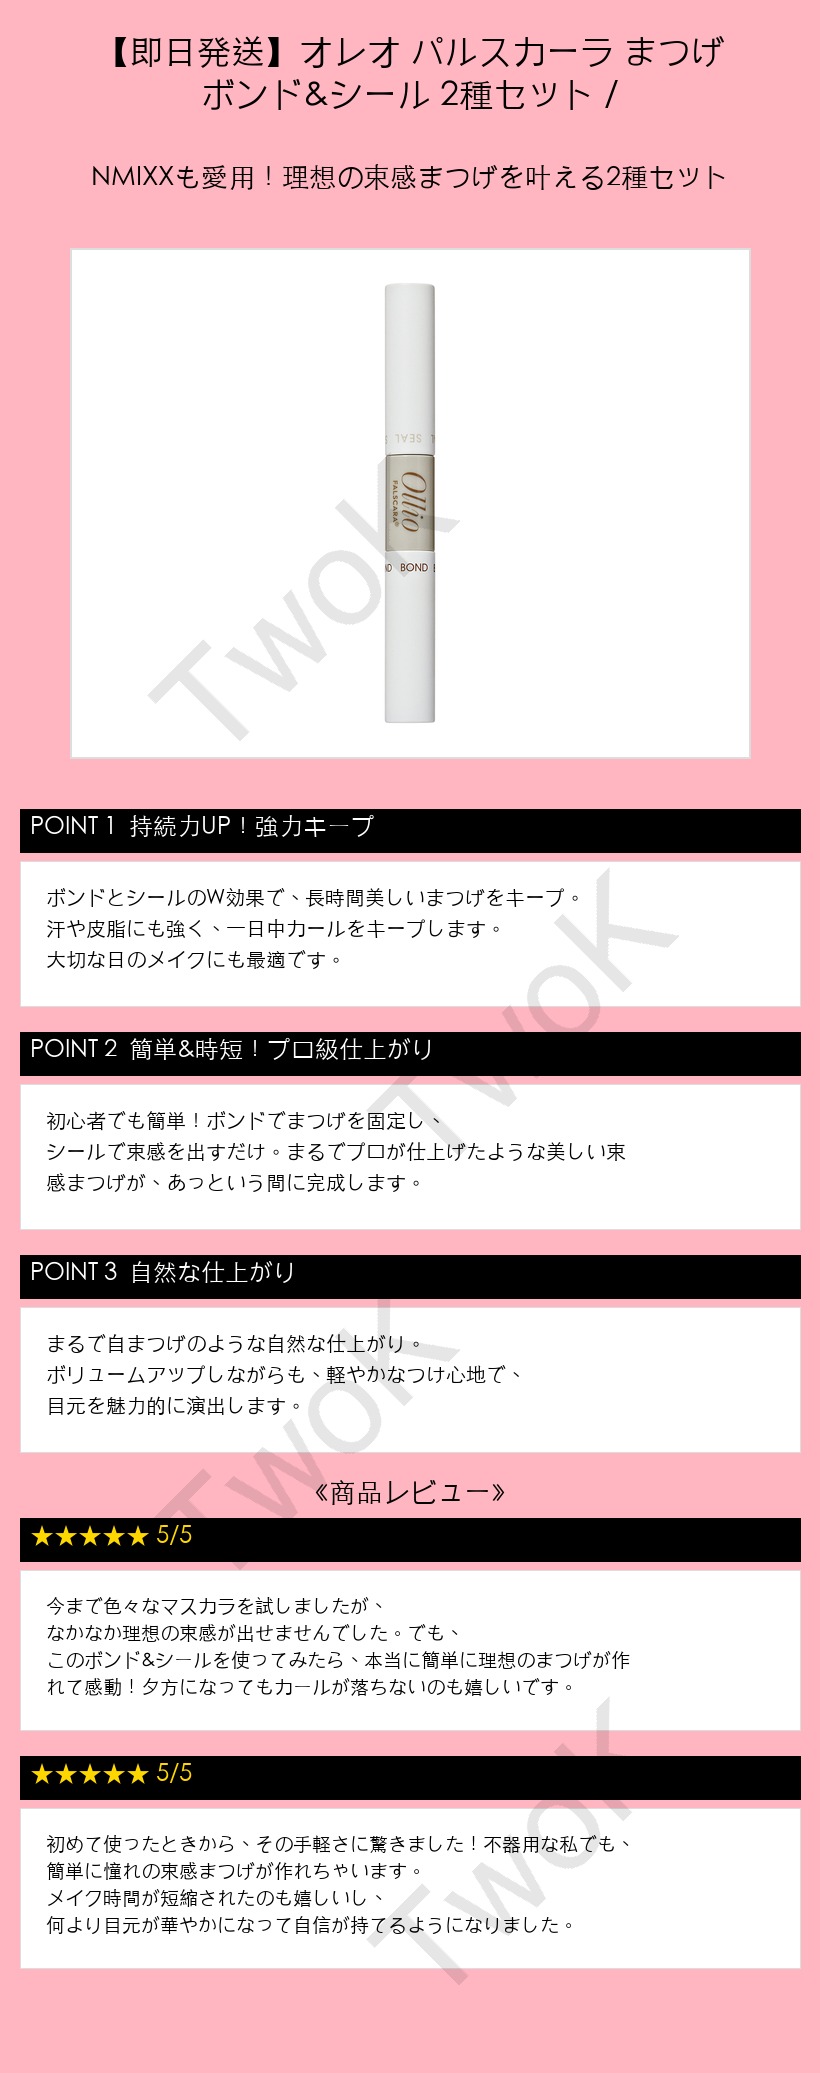 【即日発送】オレオ パルスカーラ まつげ
ボンド&シール 2種セット /
NMIXXも愛用！理想の束感まつげを叶える2種セット
SEAL
Ollio
FALSCARA
BOND
TwoK
POINT 1 持続力UP！強力キープ
ボンドとシールのW効果で、長時間美しいまつげをキープ。
汗や皮脂にも強く、一日中カールをキープします。
大切な日のメイクにも最適です。
TwoK
POINT 2 簡単&時短！プロ級仕上がり
初心者でも簡単！ボンドでまつげを固定し、
シールで束感を出すだけ。まるでプロが仕上げたような美しい束
感まつげが、あっという間に完成します。
POINT 3 自然な仕上がり
まるで自まつげのような自然な仕上がり。
ボリュームアップしながらも、軽やかなつけ心地で、
目元を魅力的に演出します。
TwoK
《商品レビュー》
★★★★★ 5/5
今まで色々なマスカラを試しましたが、
なかなか理想の束感が出せませんでした。でも、
このボンド&シールを使ってみたら、本当に簡単に理想のまつげが作
れて感動！夕方になってもカールが落ちないのも嬉しいです。
★★★★★ 5/5
初めて使ったときから、その手軽さに驚きました！不器用な私でも、
簡単に憧れの束感まつげが作れちゃいます。
メイク時間が短縮されたのも嬉しいし、
何より目元が華やかになって自信が持てるようになりました。
TwoK